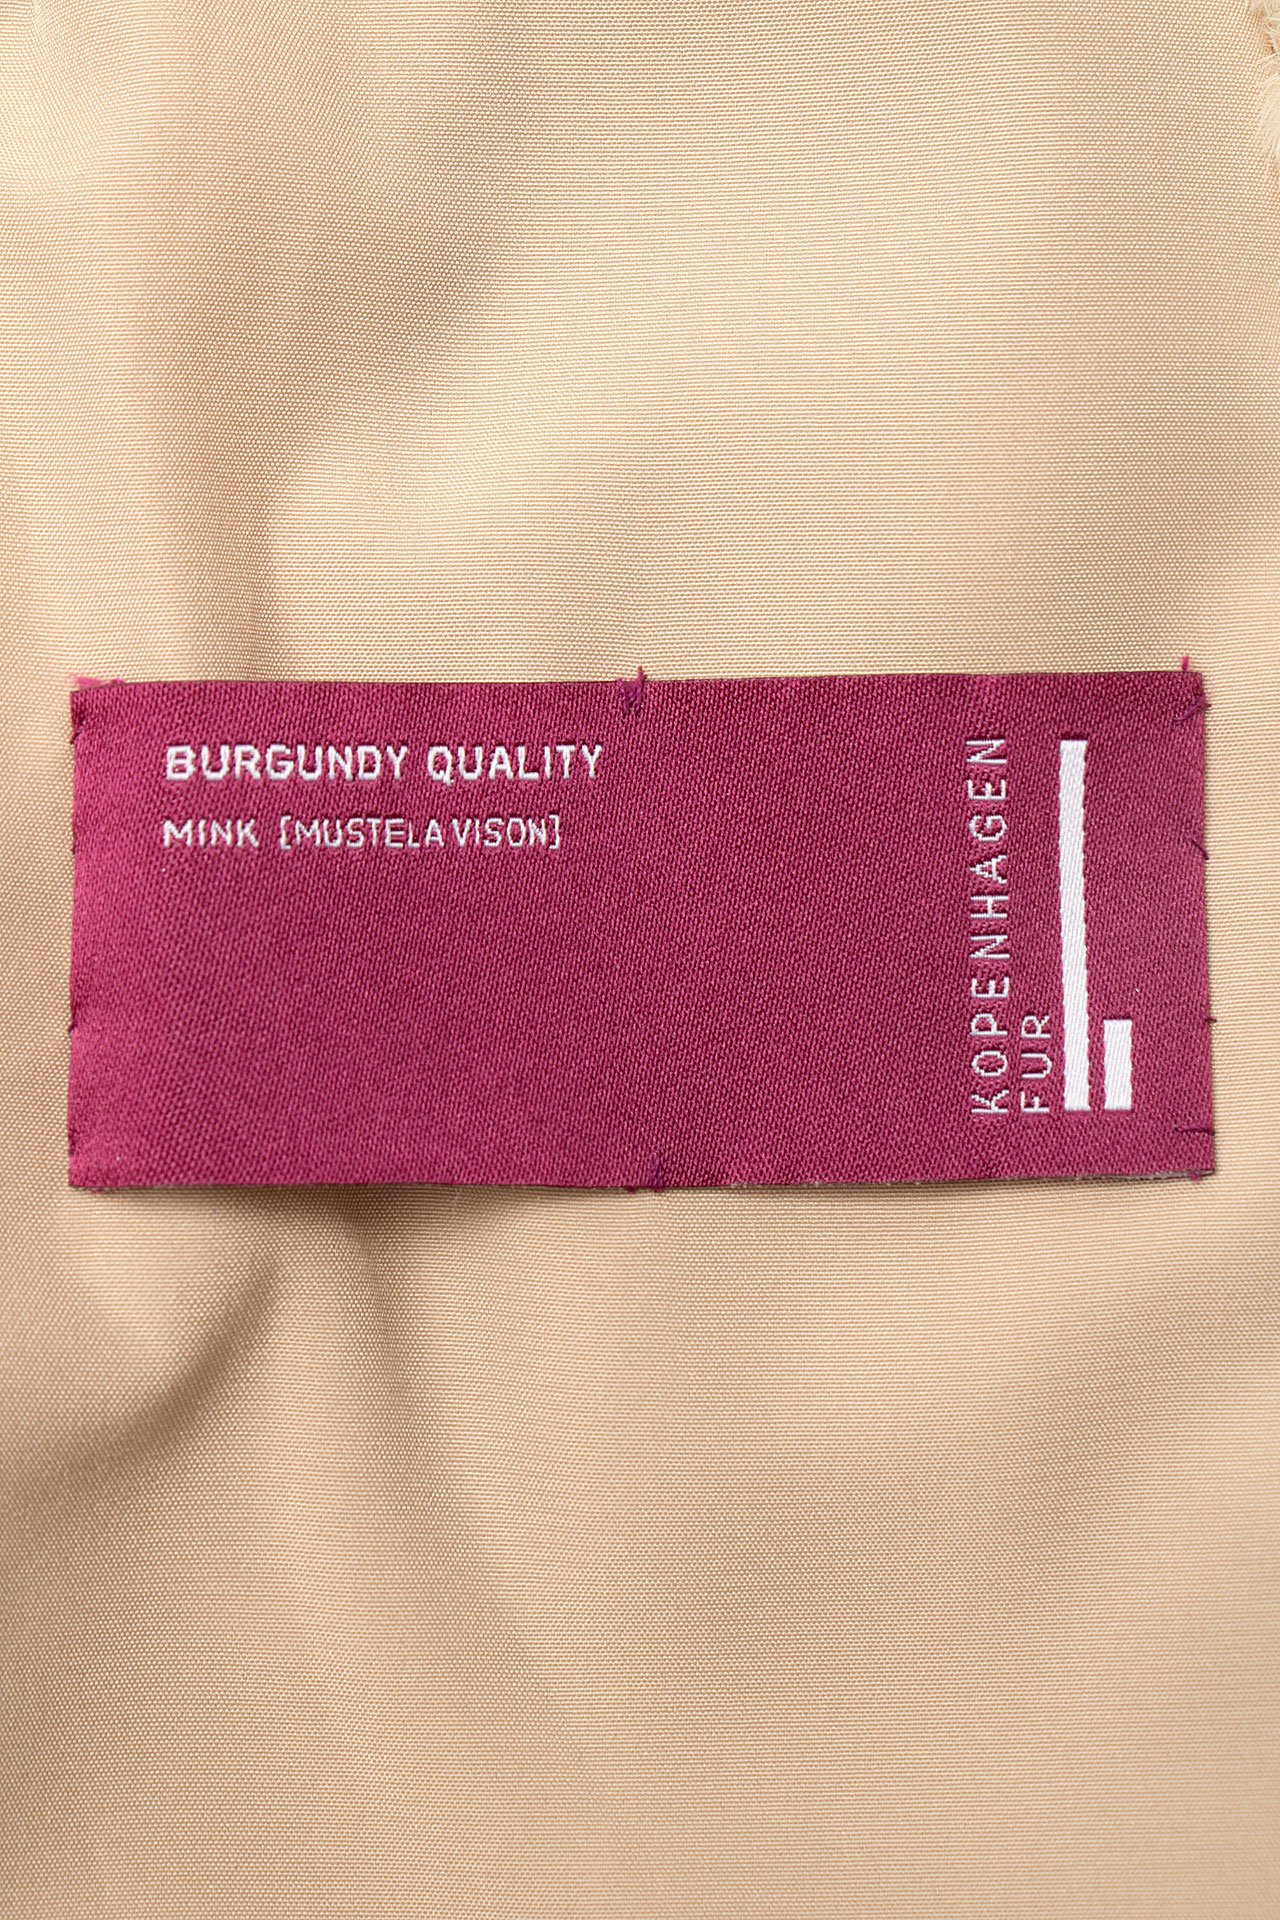 BURGUNDY QUALITY
MINK [MUSTELA VISON]
KOPENHAGEN
FUR